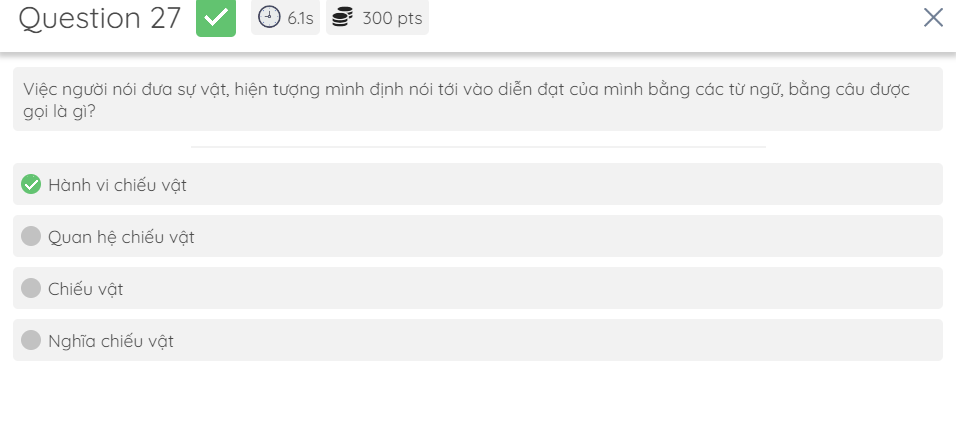 Question 27 6.1s 300 pts
Việc người nói đưa sự vật, hiện tượng mình định nói tới vào diễn đạt của mình bằng các từ ngữ, bằng câu được
gọi là gì?
Hành vi chiếu vật
Quan hệ chiếu vật
Chiếu vật
Nghĩa chiếu vật